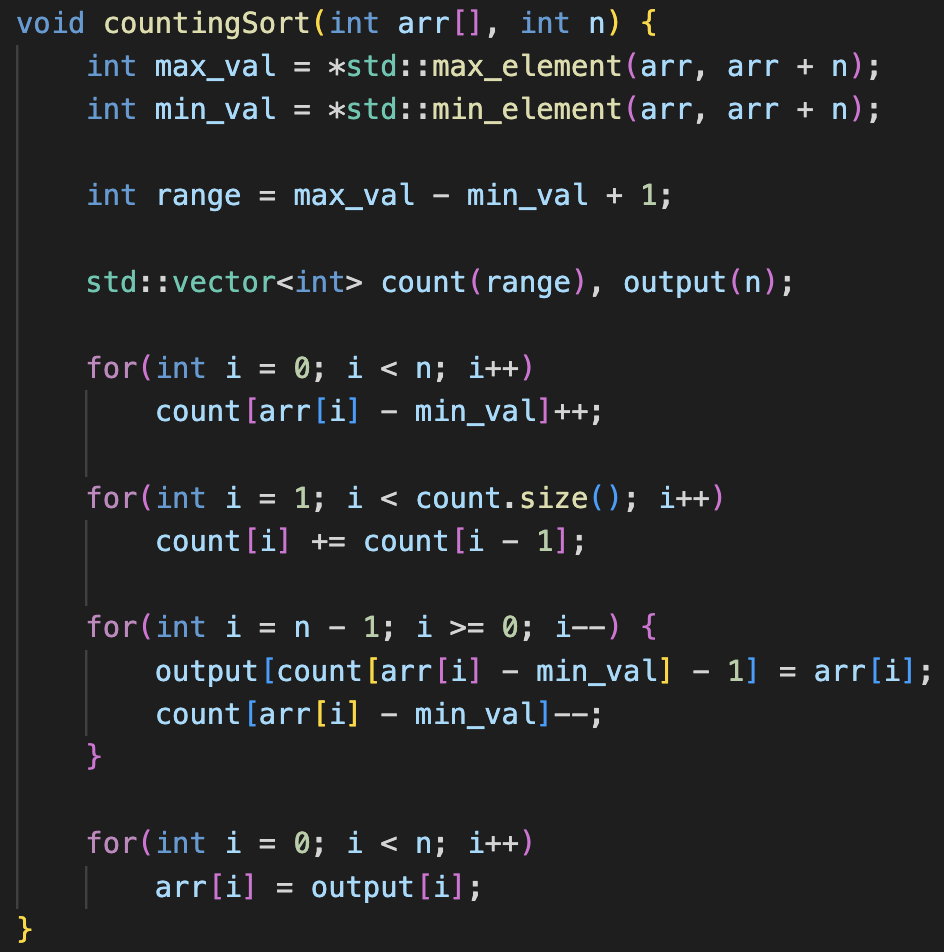 void countingSort(int arr[], int n) {
    int max_val = *std::max_element(arr, arr + n);
    int min_val = *std::min_element(arr, arr + n);

    int range = max_val - min_val + 1;

    std::vector<int> count(range), output(n);

    for(int i = 0; i < n; i++)
        count[arr[i] - min_val]++;

    for(int i = 1; i < count.size(); i++)
        count[i] += count[i - 1];

    for(int i = n - 1; i >= 0; i--) {
        output[count[arr[i] - min_val] - 1] = arr[i];
        count[arr[i] - min_val]--;
    }

    for(int i = 0; i < n; i++)
        arr[i] = output[i];
}